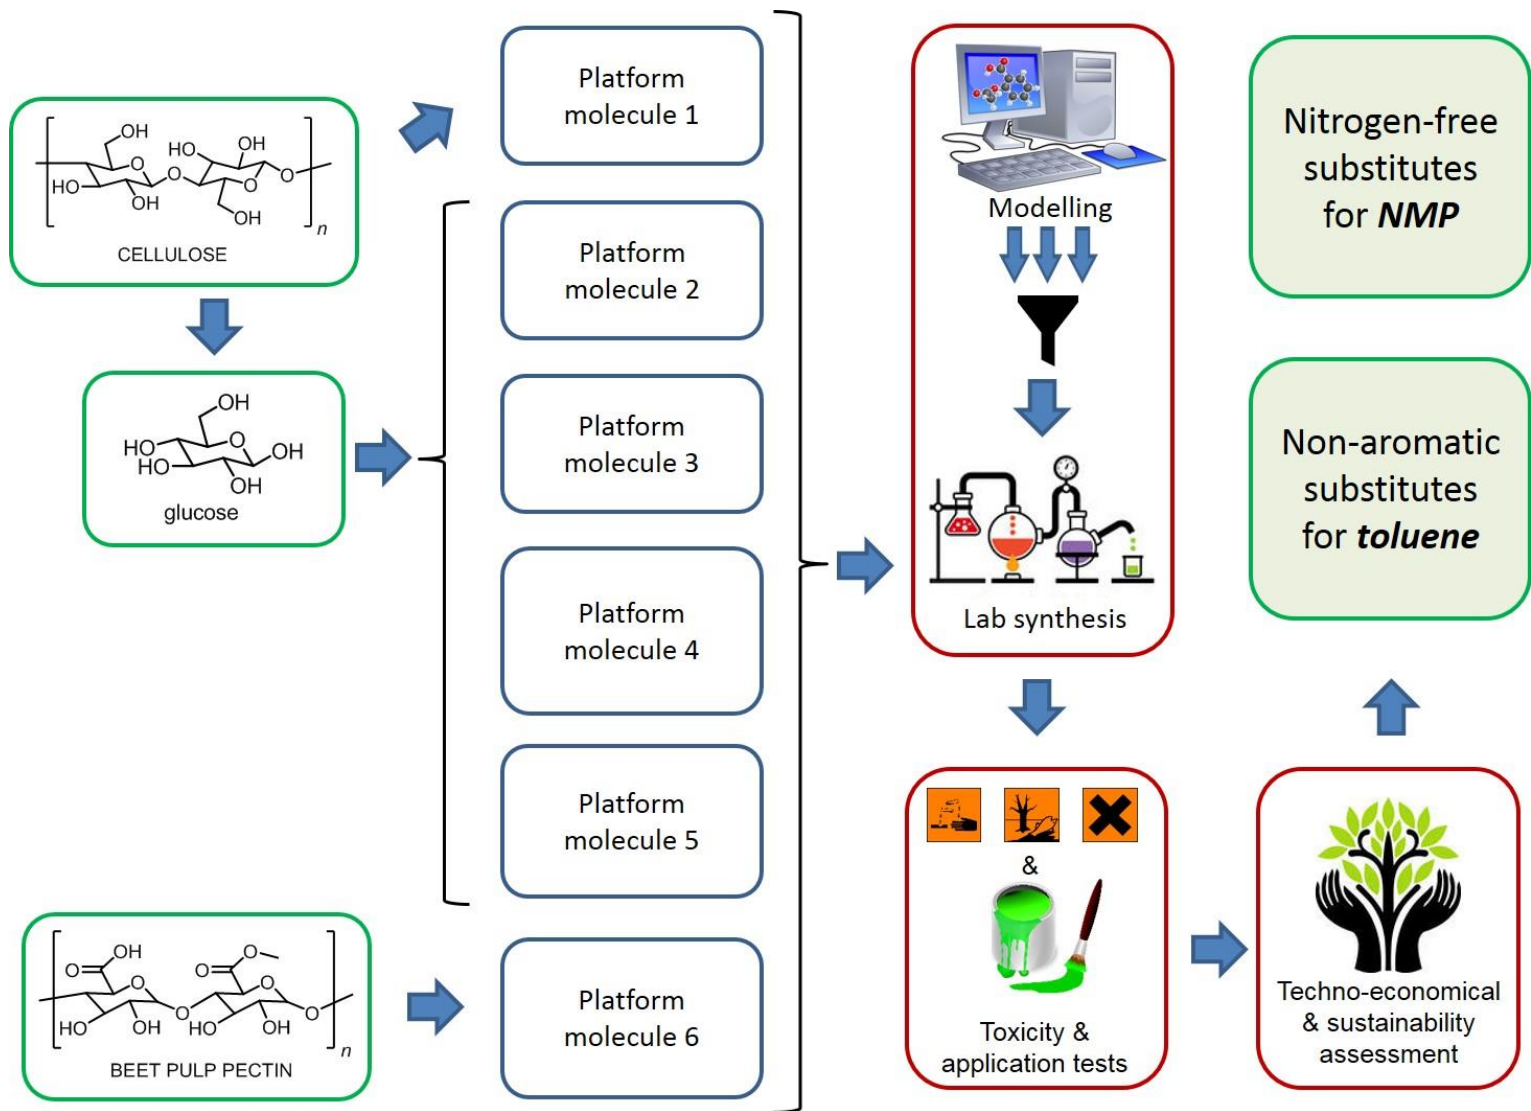 OH
O
HO
OH
HO
OH
OH
O
O
O
OH
n
CELLULOSE
OH
HO
O
HO
OH
OH
glucose
O
OH
O
O
O
O
O
O
HO
OH
HO
OH
n
BEET PULP PECTIN
Platform
molecule 1
Platform
molecule 2
Platform
molecule 3
Platform
molecule 4
Platform
molecule 5
Platform
molecule 6
Modelling
Lab synthesis
&
Toxicity &
application tests
Techno-economical
& sustainability
assessment
Nitrogen-free
substitutes
for NMP
Non-aromatic
substitutes
for toluene